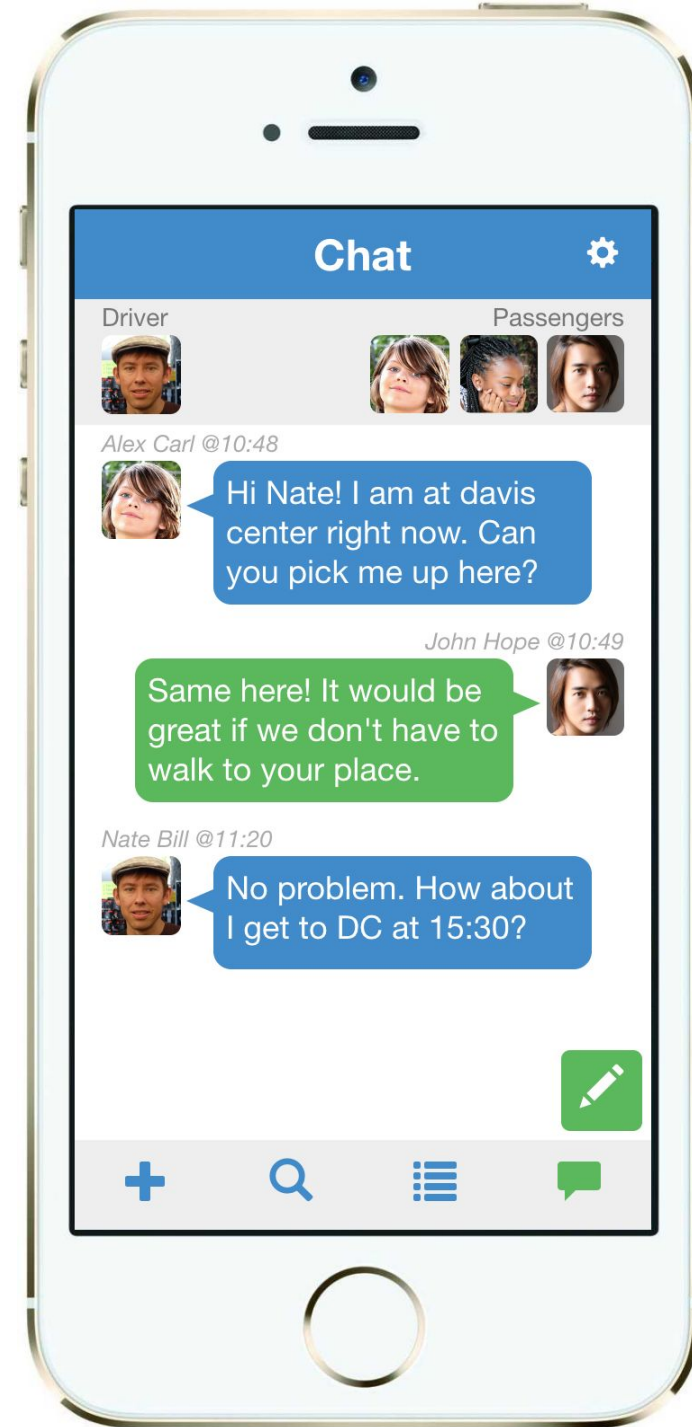 Chat
Driver
Passengers
Alex Carl @10:48
Hi Nate! I am at davis
center right now. Can
you pick me up here?
John Hope @10:49
Same here! It would be
great if we don't have to
walk to your place.
Nate Bill @11:20
No problem. How about
I get to DC at 15:30?